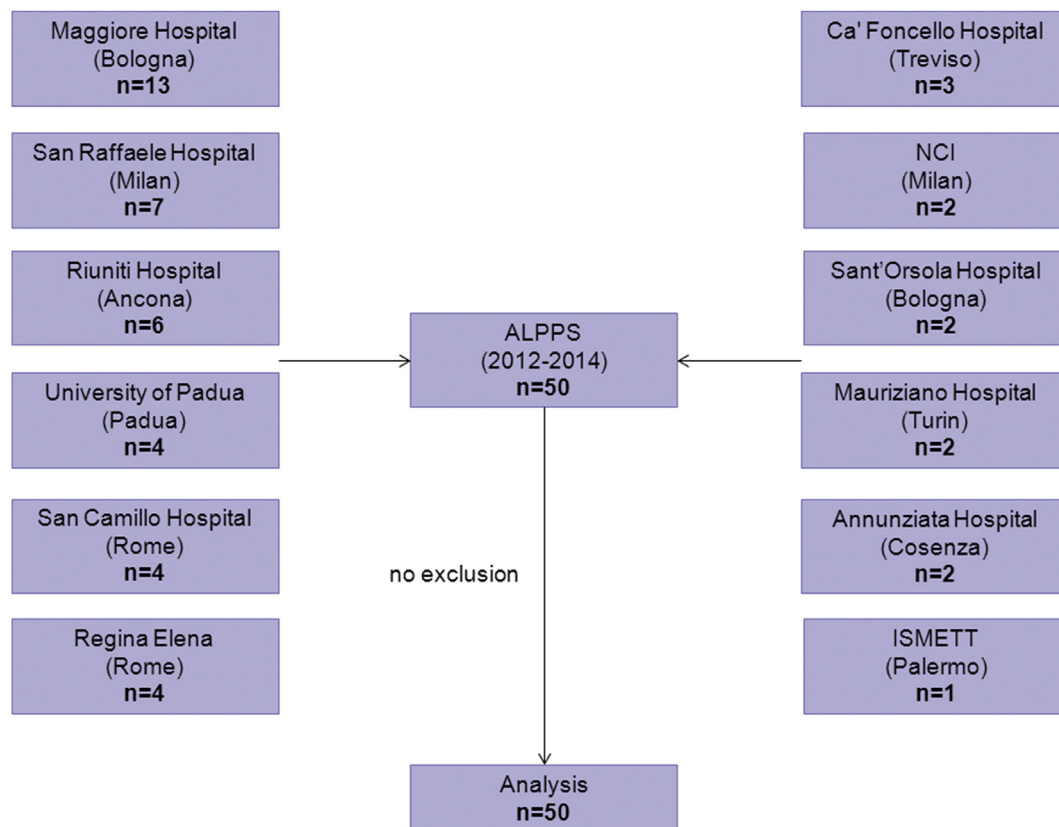 Maggiore Hospital
(Bologna)
n=13
San Raffaele Hospital
(Milan)
n=7
Riuniti Hospital
(Ancona)
n=6
University of Padua
(Padua)
n=4
San Camillo Hospital
(Rome)
n=4
Regina Elena
(Rome)
n=4
ALPPS
(2012-2014)
n=50
no exclusion
Analysis
n=50
Ca' Foncello Hospital
(Treviso)
n=3
NCI
(Milan)
n=2
Sant’Orsola Hospital
(Bologna)
n=2
Mauriziano Hospital
(Turin)
n=2
Annunziata Hospital
(Cosenza)
n=2
ISMETT
(Palermo)
n=1